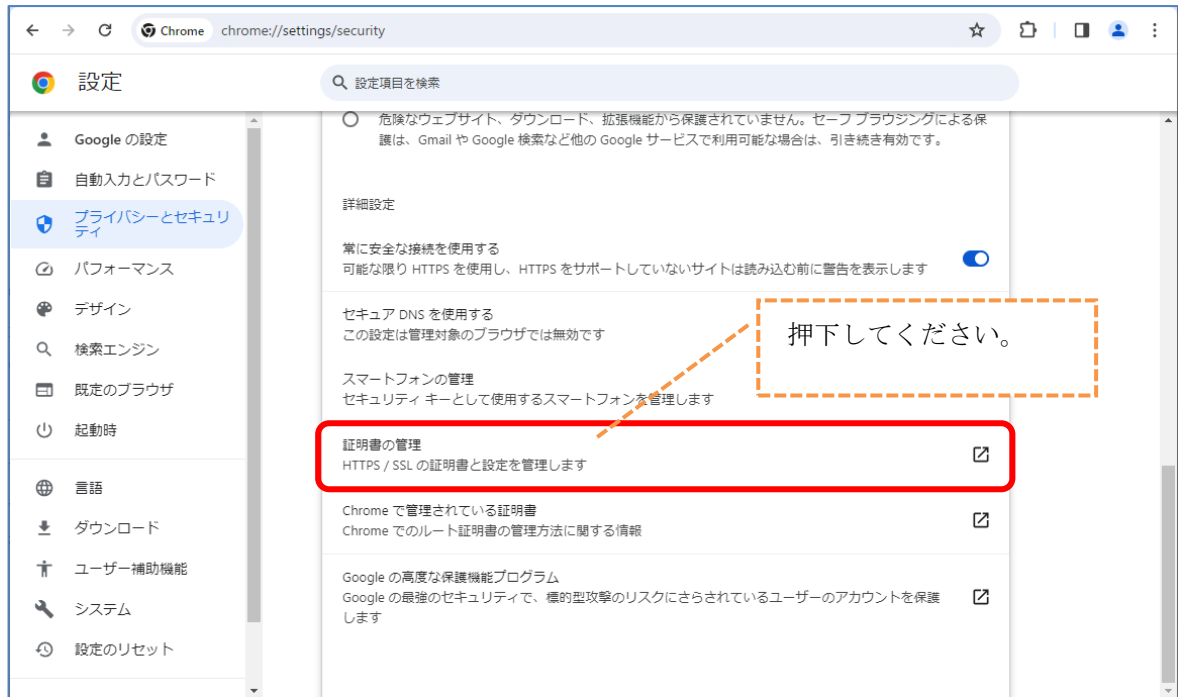 Chrome chrome://settings/security
設定
設定項目を検索
Google の設定
自動入力とパスワード
プライバシーとセキュリ
ティ
パフォーマンス
デザイン
検索エンジン
既定のブラウザ
起動時
言語
ダウンロード
ユーザー補助機能
システム
設定のリセット
危険なウェブサイト、ダウンロード、拡張機能から保護されていません。セーフ ブラウジングによる保
護は、Gmail や Google 検索など他の Google サービスで利用可能な場合は、引き続き有効です。
詳細設定
常に安全な接続を使用する
可能な限り HTTPS を使用し、HTTPS をサポートしていないサイトは読み込む前に警告を表示します
セキュア DNS を使用する
この設定は管理対象のブラウザでは無効です
押下してください。
スマートフォンの管理
セキュリティ キーとして使用するスマートフォンを管理します
証明書の管理
HTTPS / SSL の証明書と設定を管理します
Chrome で管理されている証明書
Chrome でのルート証明書の管理方法に関する情報
Google の高度な保護機能プログラム
Google の最強のセキュリティで、標的型攻撃のリスクにさらされているユーザーのアカウントを保護
します